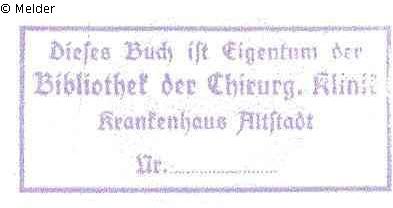 © Melder
Dieses Buch ist Eigentum der
Bibliothek der Chirurg. Klinik
Krankenhaus Altstadt
Nr.